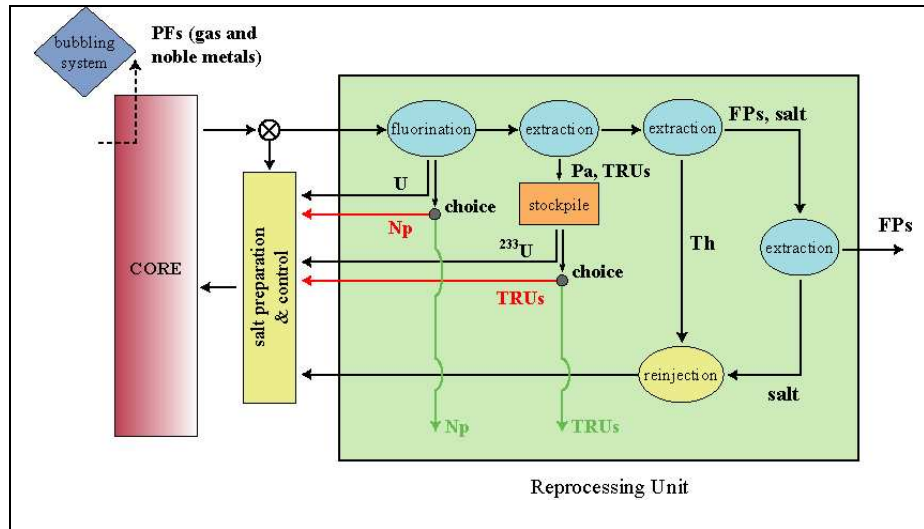 bubbling
system
PFs (gas and
noble metals)
fluorination
extraction
extraction
FPs, salt
U
Pa, TRUs
choice
stockpile
Np
FPs
extraction
Th
²³³U
choice
CORE
TRUs
salt preparation
& control
reinjection
salt
Np
TRUs
Reprocessing Unit